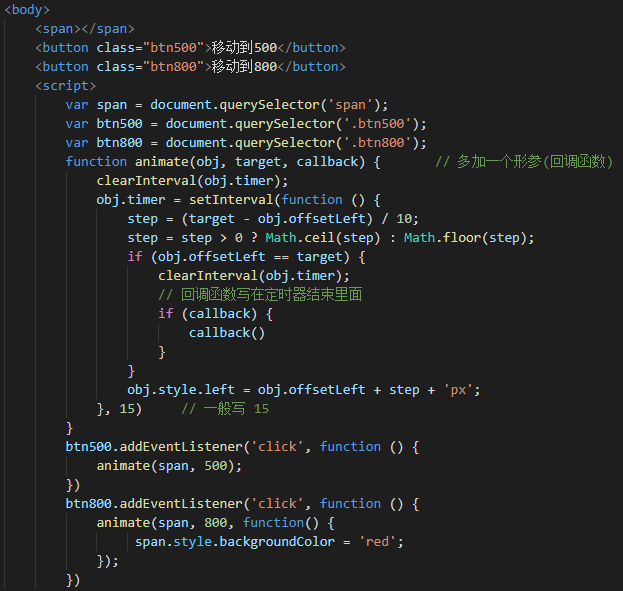 <body>
<span></span>
<button class="btn500">移动到500</button>
<button class="btn800">移动到800</button>
<script>
var span = document.querySelector('span');
var btn500 = document.querySelector('.btn500');
var btn800 = document.querySelector('.btn800');
function animate(obj, target, callback) { // 多加一个形参(回调函数)
clearInterval(obj.timer);
obj.timer = setInterval(function () {
step = (target - obj.offsetLeft) / 10;
step = step > 0 ? Math.ceil(step) : Math.floor(step);
if (obj.offsetLeft == target) {
clearInterval(obj.timer);
// 回调函数写在定时器结束里面
if (callback) {
callback()
}
}
obj.style.left = obj.offsetLeft + step + 'px';
}, 15) // 一般写 15
}
btn500.addEventListener('click', function () {
animate(span, 500);
})
btn800.addEventListener('click', function () {
animate(span, 800, function() {
span.style.backgroundColor = 'red';
});
})